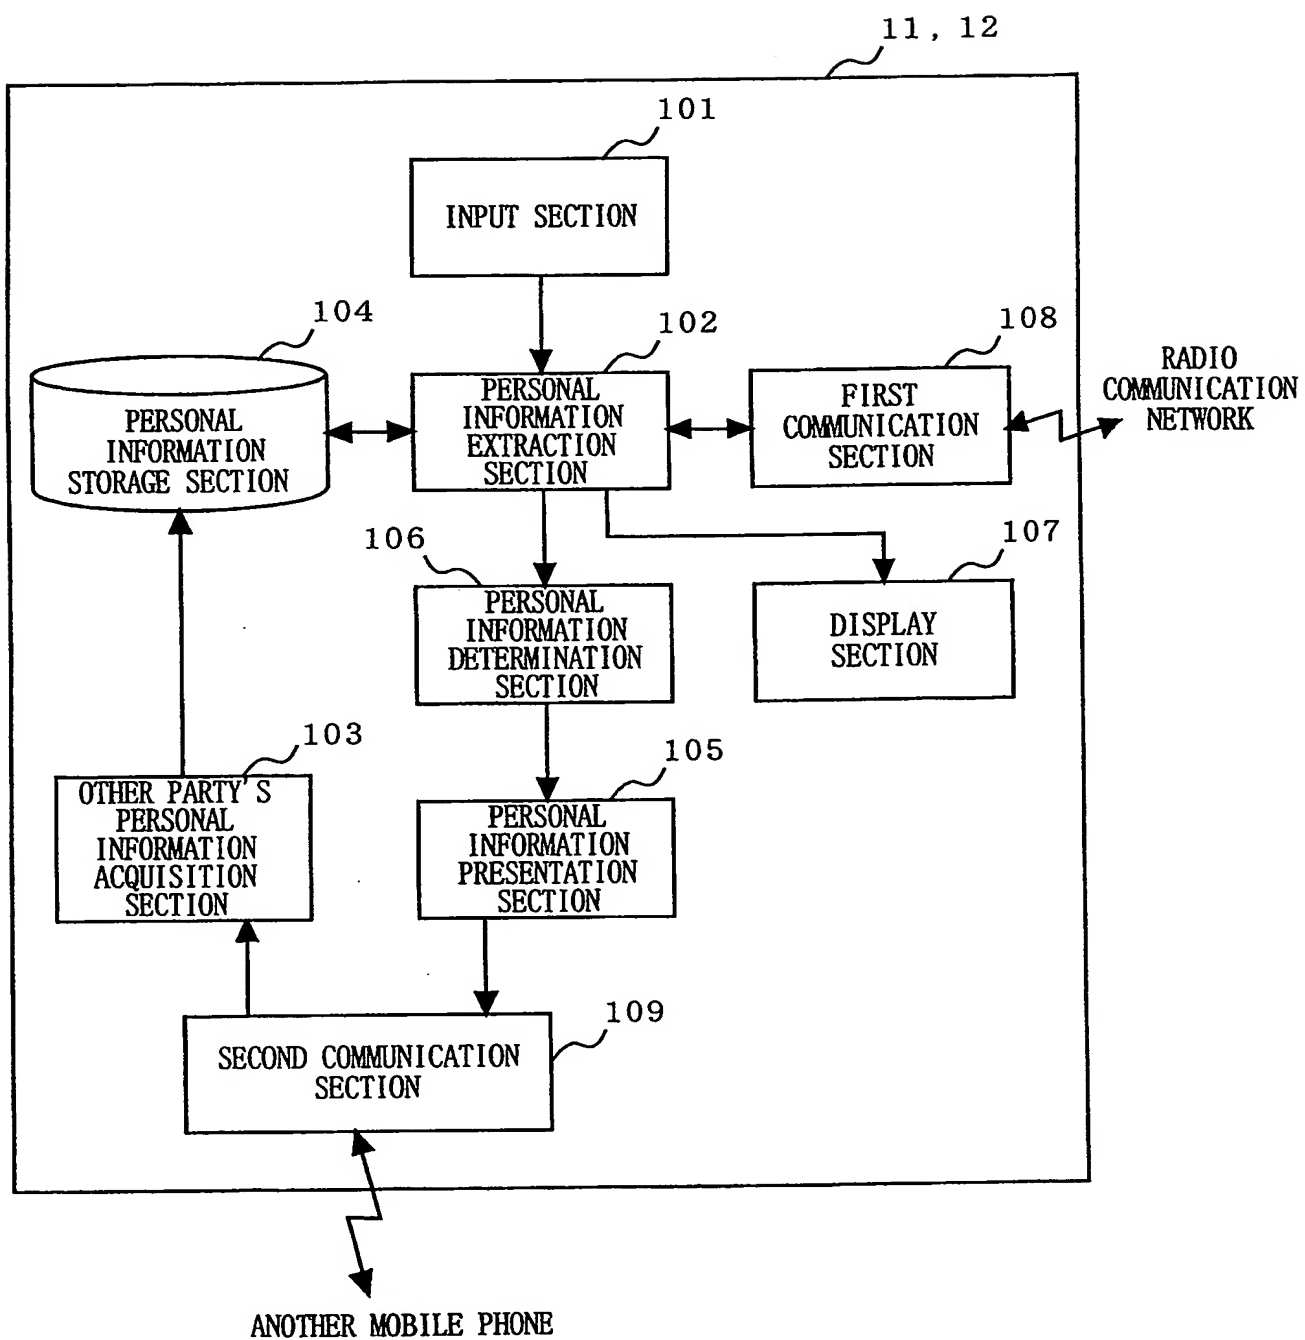 11, 12
101
INPUT SECTION
104
102
108
PERSONAL
INFORMATION
STORAGE SECTION
PERSONAL
INFORMATION
EXTRACTION
SECTION
FIRST
COMMUNICATION
SECTION
RADIO
COMMUNICATION
NETWORK
106
107
PERSONAL
INFORMATION
DETERMINATION
SECTION
DISPLAY
SECTION
103
105
OTHER PARTY'S
PERSONAL
INFORMATION
ACQUISITION
SECTION
PERSONAL
INFORMATION
PRESENTATION
SECTION
109
SECOND COMMUNICATION
SECTION
ANOTHER MOBILE PHONE